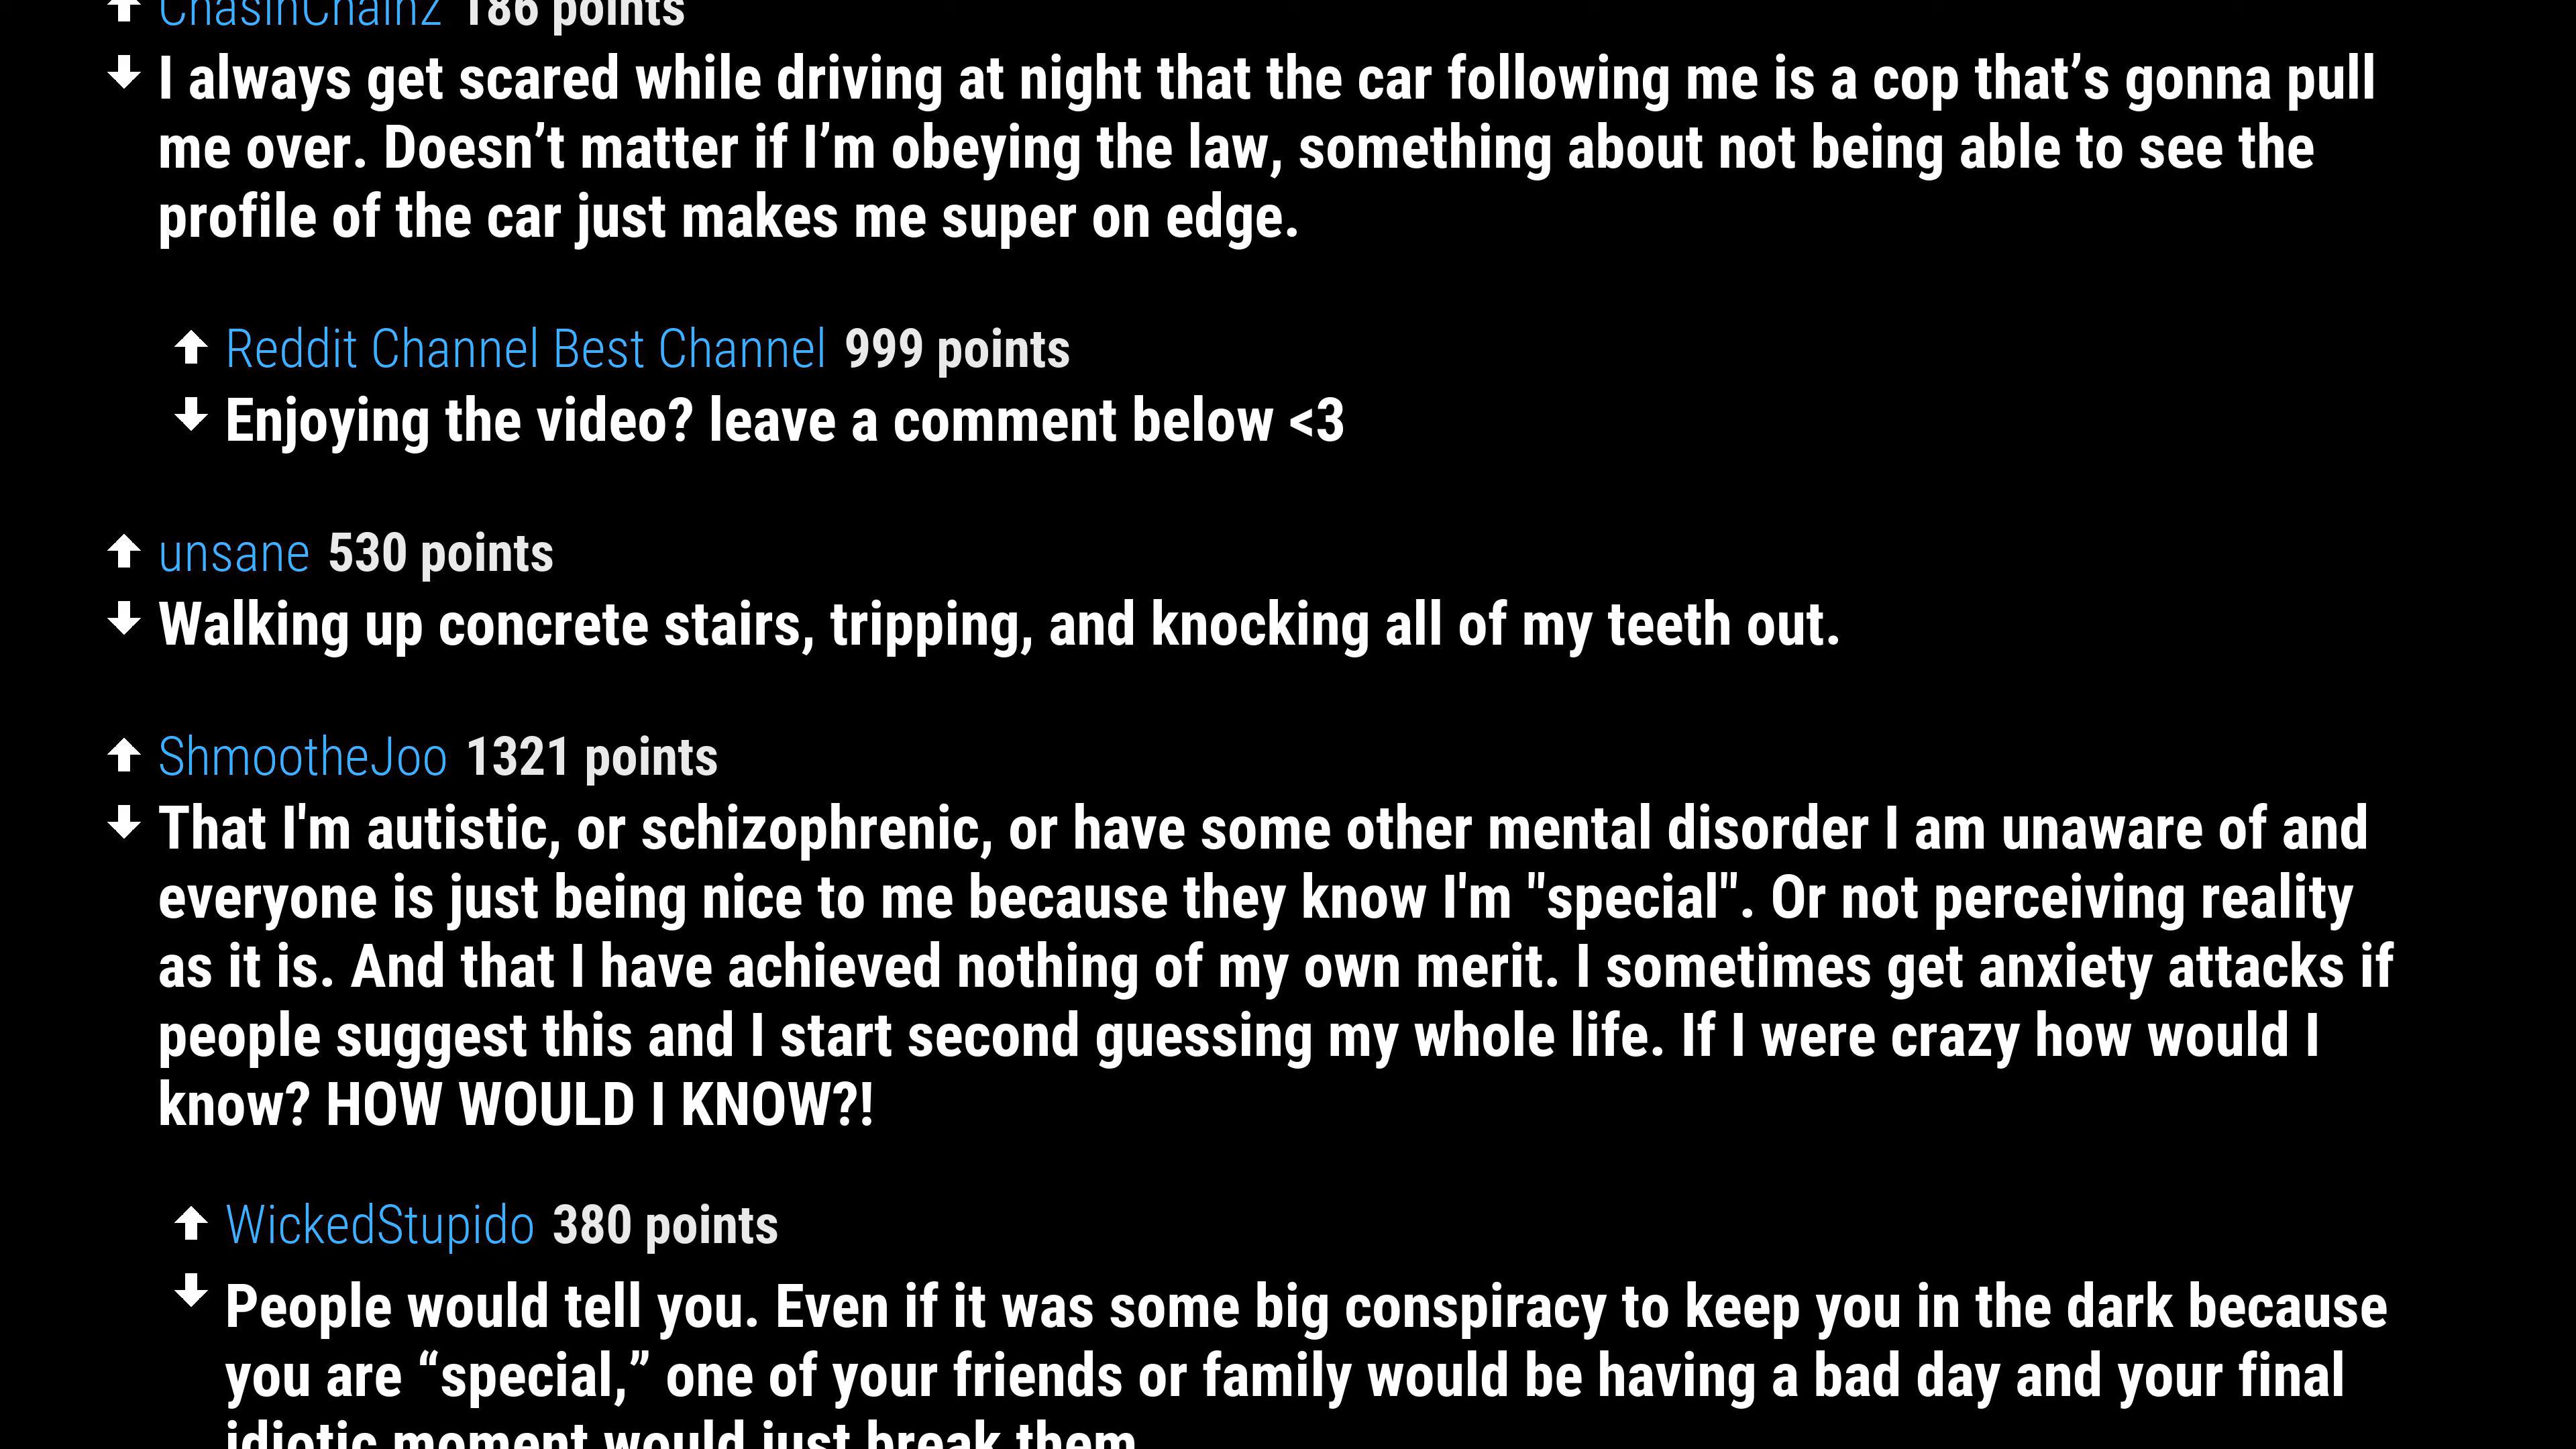 ChasinChainz 186 points
I always get scared while driving at night that the car following me is a cop that’s gonna pull
me over. Doesn’t matter if I’m obeying the law, something about not being able to see the
profile of the car just makes me super on edge.
Reddit Channel Best Channel 999 points
Enjoying the video? leave a comment below <3
unsane 530 points
Walking up concrete stairs, tripping, and knocking all of my teeth out.
ShmootheJoo 1321 points
That I'm autistic, or schizophrenic, or have some other mental disorder I am unaware of and
everyone is just being nice to me because they know I'm "special". Or not perceiving reality
as it is. And that I have achieved nothing of my own merit. I sometimes get anxiety attacks if
people suggest this and I start second guessing my whole life. If I were crazy how would I
know? HOW WOULD I KNOW?!
WickedStupido 380 points
People would tell you. Even if it was some big conspiracy to keep you in the dark because
you are “special,” one of your friends or family would be having a bad day and your final
idiotic moment would just break them